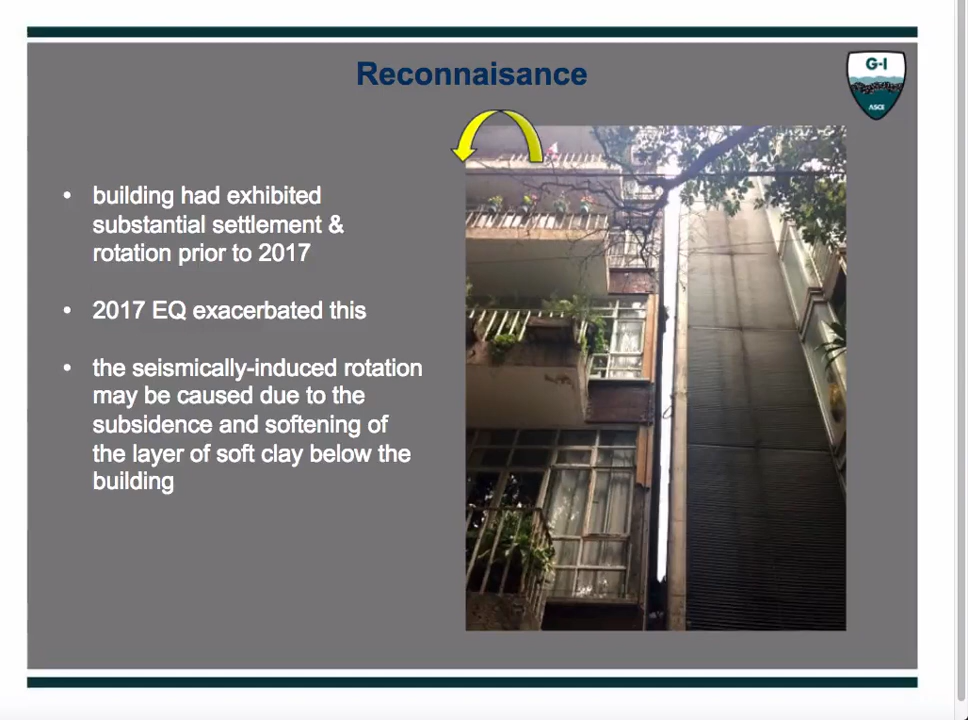 Reconnaisance
G-I
ASCE
• building had exhibited
substantial settlement &
rotation prior to 2017
• 2017 EQ exacerbated this
• the seismically-induced rotation
may be caused due to the
subsidence and softening of
the layer of soft clay below the
building